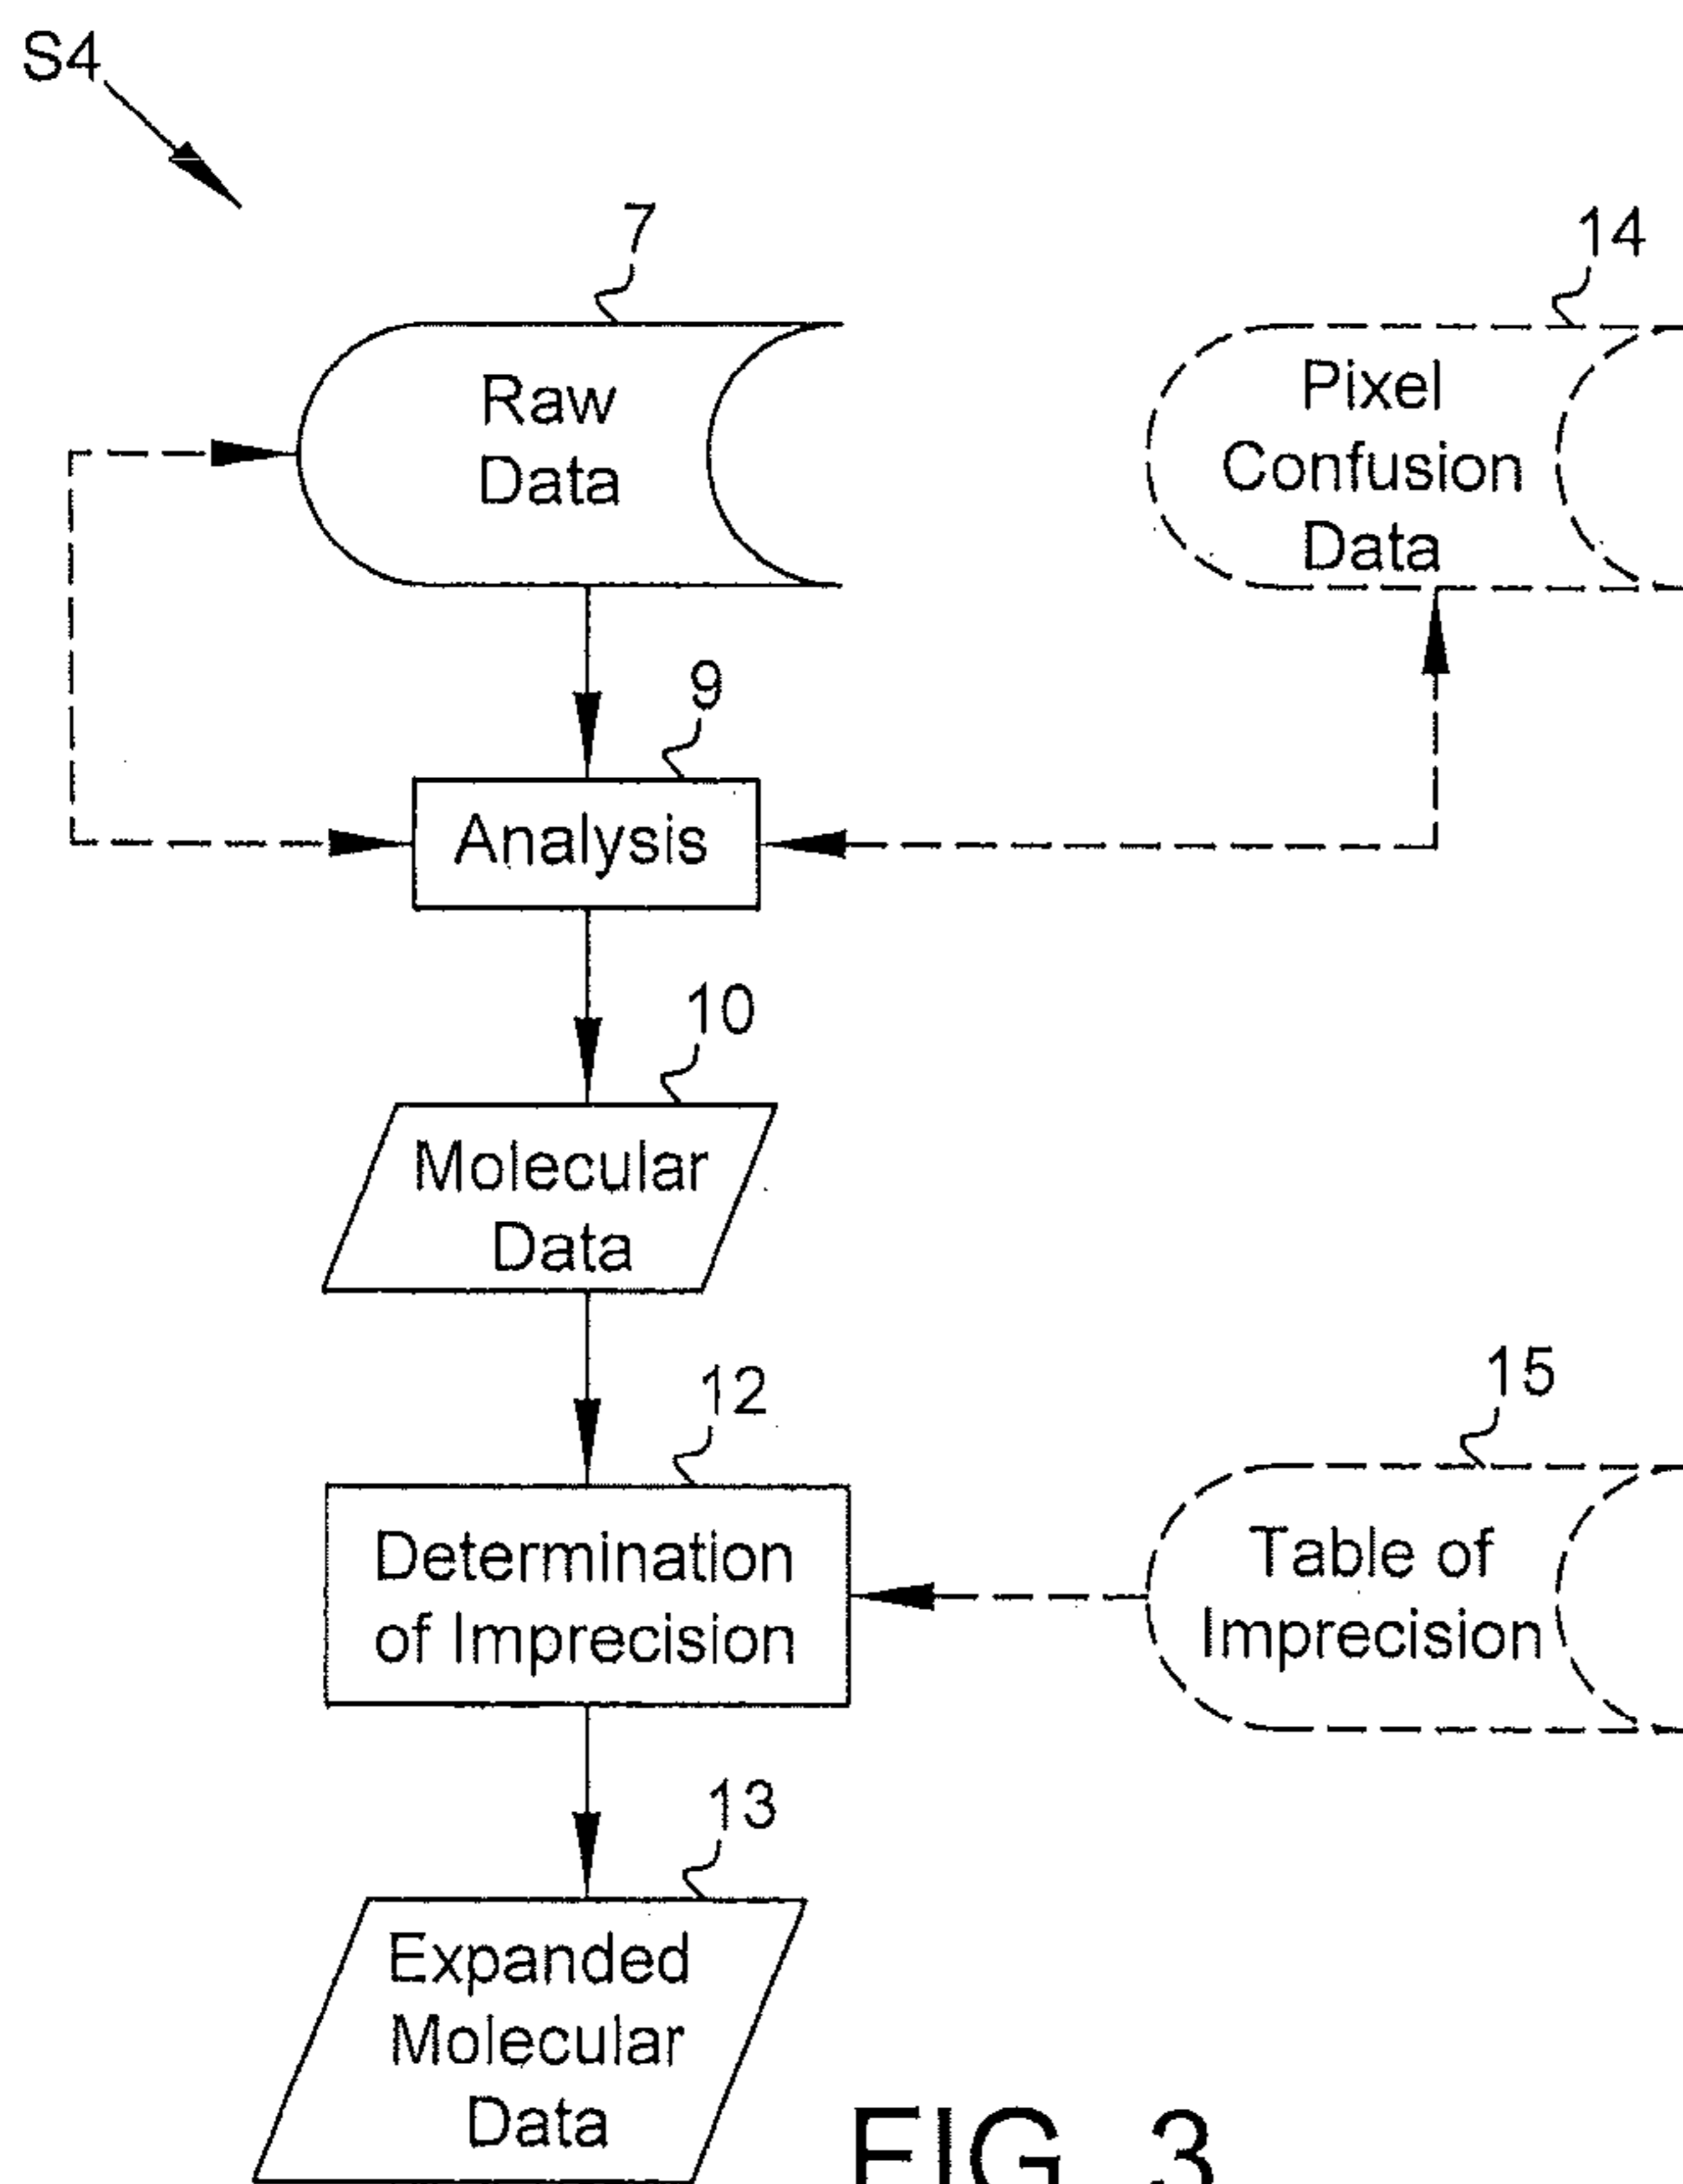 S4
7
14
Raw
Data
Pixel
Confusion
Data
9
Analysis
10
Molecular
Data
12
15
Determination
of Imprecision
Table of
Imprecision
13
Expanded
Molecular
Data
FIG. 3